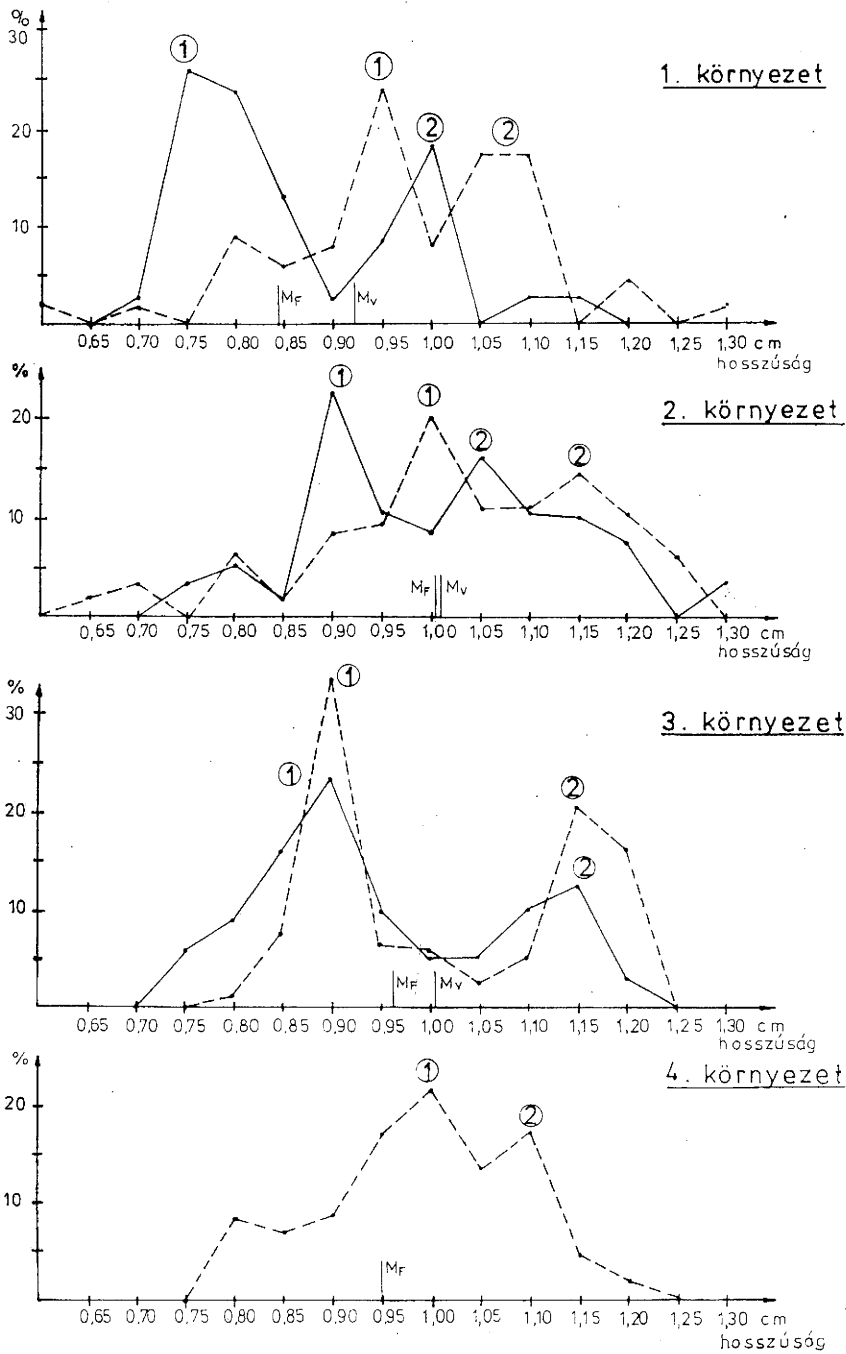 %
30
20
10
① ① ② ②
1. környezet
M_F M_V
0,65 0,70 0,75 0,80 0,85 0,90 0,95 1,00 1,05 1,10 1,15 1,20 1,25 1,30 cm
hosszúság
%
20
10
① ① ② ②
2. környezet
M_F M_V
0,65 0,70 0,75 0,80 0,85 0,90 0,95 1,00 1,05 1,10 1,15 1,20 1,25 1,30 cm
hosszúság
%
30
20
10
① ① ② ②
3. környezet
M_F M_V
0,65 0,70 0,75 0,80 0,85 0,90 0,95 1,00 1,05 1,10 1,15 1,20 1,25 1,30 cm
hosszúság
%
20
10
① ②
4. környezet
M_F
0,65 0,70 0,75 0,80 0,85 0,90 0,95 1,00 1,05 1,10 1,15 1,20 1,25 1,30 cm
hosszúság